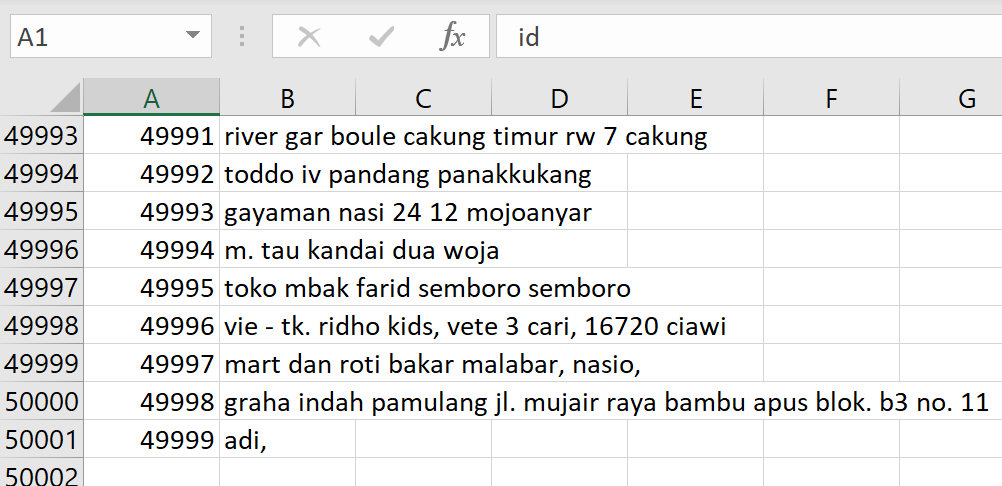 A1 fx id
A B C D E F G
49993 49991 river gar boule cakung timur rw 7 cakung
49994 49992 toddo iv pandang panakkukang
49995 49993 gayaman nasi 24 12 mojoanyar
49996 49994 m. tau kandai dua woja
49997 49995 toko mbak farid semboro semboro
49998 49996 vie - tk. ridho kids, vete 3 cari, 16720 ciawi
49999 49997 mart dan roti bakar malabar, nasio,
50000 49998 graha indah pamulang jl. mujair raya bambu apus blok. b3 no. 11
50001 49999 adi,
50002